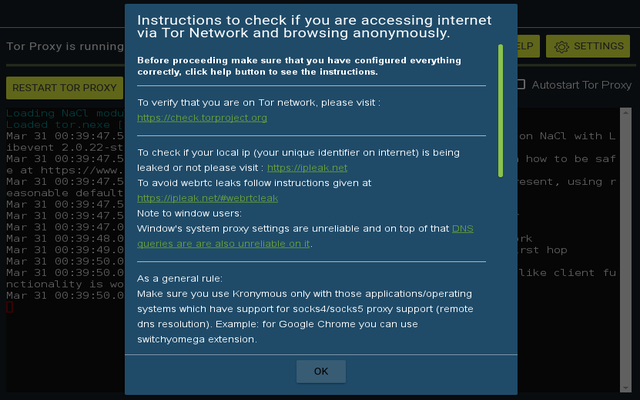 Instructions to check if you are accessing internet
via Tor Network and browsing anonymously.
Before proceeding make sure that you have configured everything
correctly, click help button to see the instructions.
To verify that you are on Tor network, please visit :
https://check.torproject.org
To check if your local ip (your unique identifier on internet) is being
leaked or not please visit : https://ipleak.net
To avoid webrtc leaks follow instructions given at
https://ipleak.net/#webrtcleak
Note to window users:
Window's system proxy settings are unreliable and on top of that DNS
queries are are also unreliable on it.
As a general rule:
Make sure you use Kronymous only with those applications/operating
systems which have support for socks4/socks5 proxy support (remote
dns resolution). Example: for Google Chrome you can use
switchyomega extension.
OK
Tor Proxy is running
ELP
SETTINGS
RESTART TOR PROXY
Autostart Tor Proxy
Loading NaCl modu
Loaded tor.nexe (
Mar 31 00:39:47.5 on NaCl with L
ibevent 2.0.22-st
Mar 31 00:39:47.5 how to be saf
e at https://www.
Mar 31 00:39:47.5 resent, using r
easonable default
Mar 31 00:39:47.5
Mar 31 00:39:47.0
Mar 31 00:39:48.0 rk
Mar 31 00:39:49.0 rst hop
Mar 31 00:39:50.0
Mar 31 00:39:50.0 like client fu
nctionality is wo
Mar 31 00:39:50.0